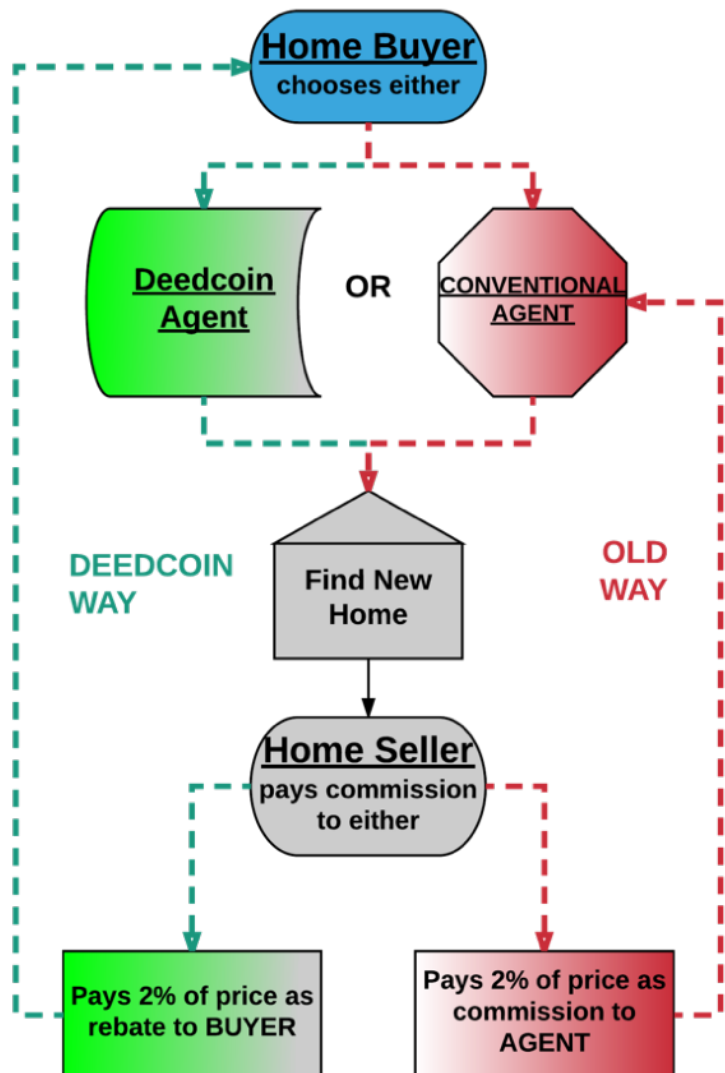 Home Buyer
chooses either
Deedcoin
Agent
OR
CONVENTIONAL
AGENT
DEEDCOIN
WAY
OLD
WAY
Find New
Home
Home Seller
pays commission
to either
Pays 2% of price as
rebate to BUYER
Pays 2% of price as
commission to
AGENT